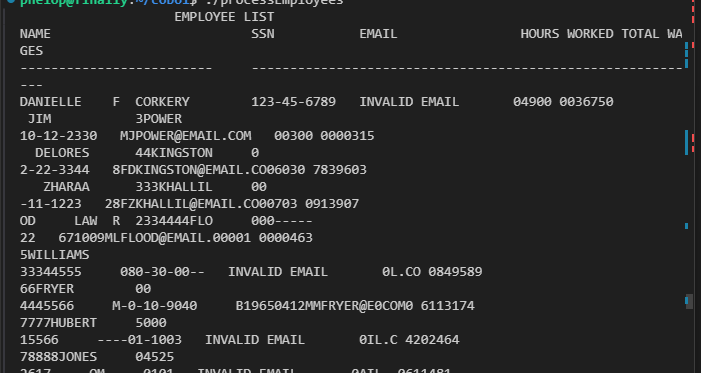 phelop@finally:~/cobol$ ./processEmployees
EMPLOYEE LIST
NAME SSN EMAIL HOURS WORKED TOTAL WA
GES
------------------------- -------------------------------------------------------
---
DANIELLE F CORKERY 123-45-6789 INVALID EMAIL 04900 0036750
JIM 3POWER
10-12-2330 MJPOWER@EMAIL.COM 00300 0000315
DELORES 44KINGSTON 0
2-22-3344 8FDKINGSTON@EMAIL.CO06030 7839603
ZHARAA 333KHALLIL 00
-11-1223 28FZKHALLIL@EMAIL.CO00703 0913907
OD LAW R 2334444FLO 000-----
22 671009MLFLOOD@EMAIL.00001 0000463
5WILLIAMS
33344555 080-30-00-- INVALID EMAIL 0L.CO 0849589
66FRYER 00
4445566 M-0-10-9040 B19650412MMFRYER@E0COM0 6113174
7777HUBERT 5000
15566 ----01-1003 INVALID EMAIL 0IL.C 4202464
78888JONES 04525
2617 OM 0101 INVALID EMAIL 0AIL 0611481